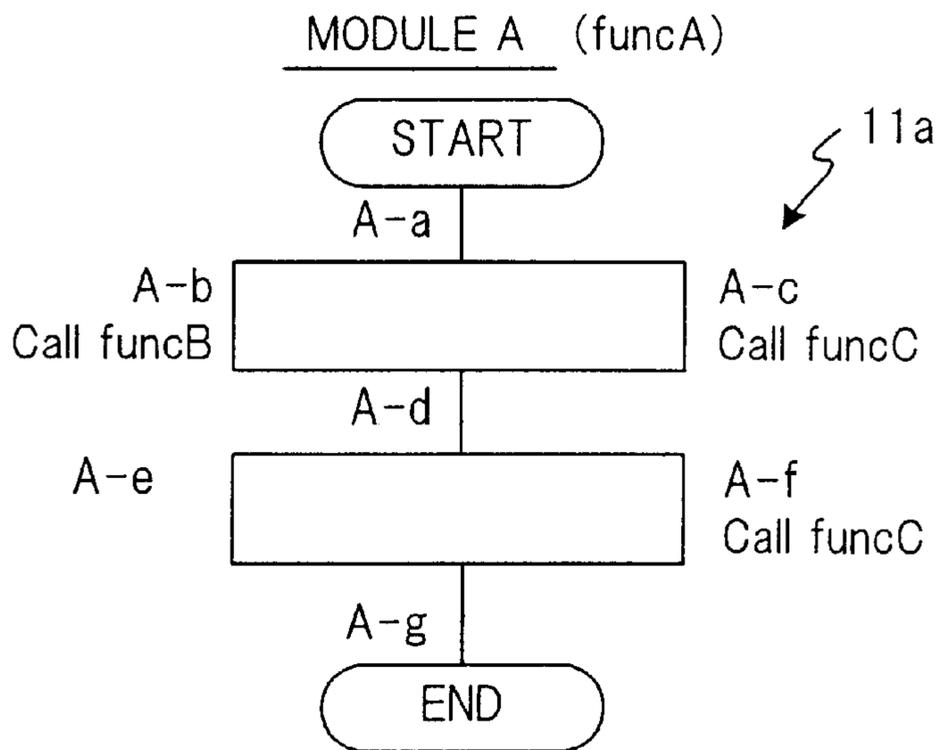 MODULE A (funcA)
START
11a
A-a
A-b
Call funcB
A-c
Call funcC
A-d
A-e
A-f
Call funcC
A-g
END